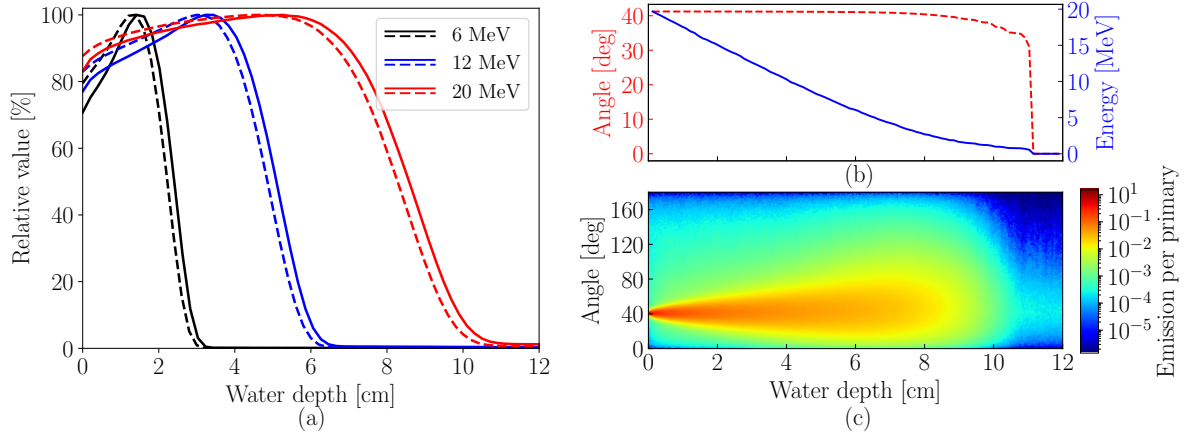 100
80
60
40
20
0
Relative value [%]
0 2 4 6 8 10 12
Water depth [cm]
(a)
6 MeV
12 MeV
20 MeV
40
30
20
10
0
Angle [deg]
20
15
10
5
0
Energy [MeV]
(b)
160
120
80
40
0
Angle [deg]
0 2 4 6 8 10 12
Water depth [cm]
(c)
10^1
10^-1
10^-2
10^-3
10^-4
10^-5
Emission per primary